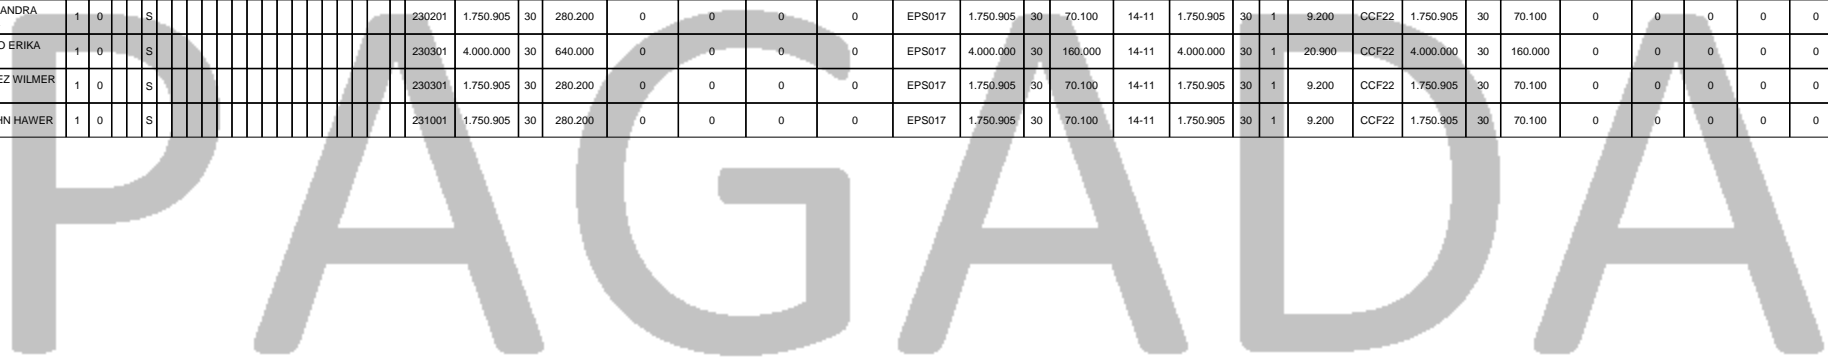 ANDRA 1 0 S 230201 1.750.905 30 280.200 0 0 0 0 EPS017 1.750.905 30 70.100 14-11 1.750.905 30 1 9.200 CCF22 1.750.905 30 70.100 0 0 0 0 0
O ERIKA 1 0 S 230301 4.000.000 30 640.000 0 0 0 0 EPS017 4.000.000 30 160.000 14-11 4.000.000 30 1 20.900 CCF22 4.000.000 30 160.000 0 0 0 0 0
EZ WILMER 1 0 S 230301 1.750.905 30 280.200 0 0 0 0 EPS017 1.750.905 30 70.100 14-11 1.750.905 30 1 9.200 CCF22 1.750.905 30 70.100 0 0 0 0 0
HN HAWER 1 0 S 231001 1.750.905 30 280.200 0 0 0 0 EPS017 1.750.905 30 70.100 14-11 1.750.905 30 1 9.200 CCF22 1.750.905 30 70.100 0 0 0 0 0
PAGADA